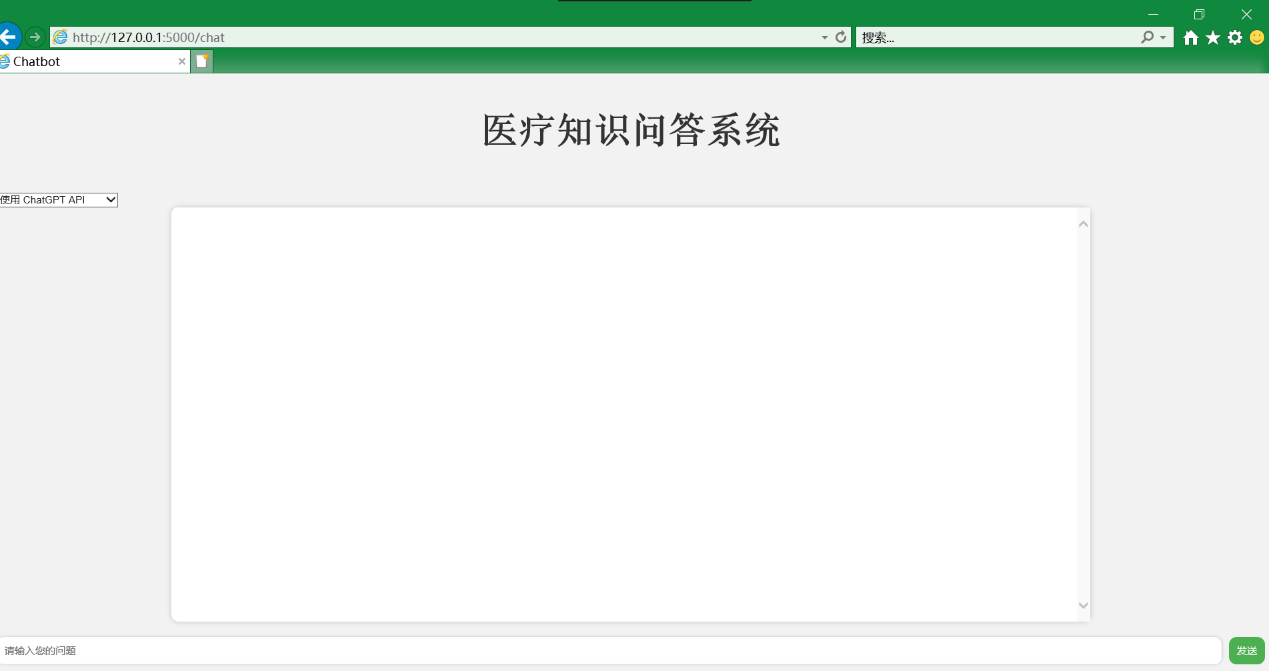 http://127.0.0.1:5000/chat
搜索...
Chatbot
医疗知识问答系统
使用 ChatGPT API
请输入您的问题
发送